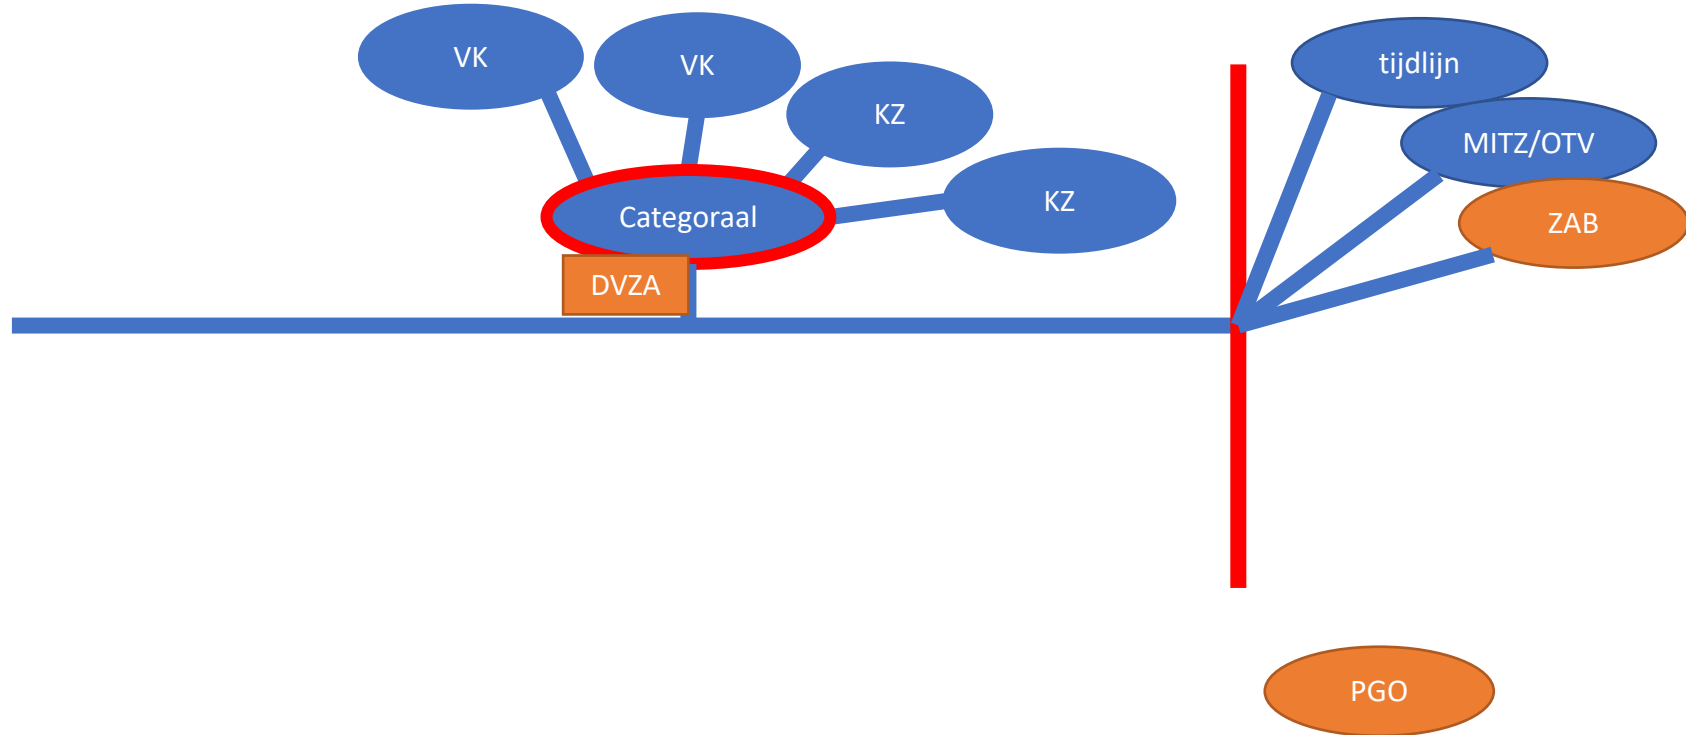 VK
VK
KZ
KZ
Categoraal
DVZA
tijdlijn
MITZ/OTV
ZAB
PGO